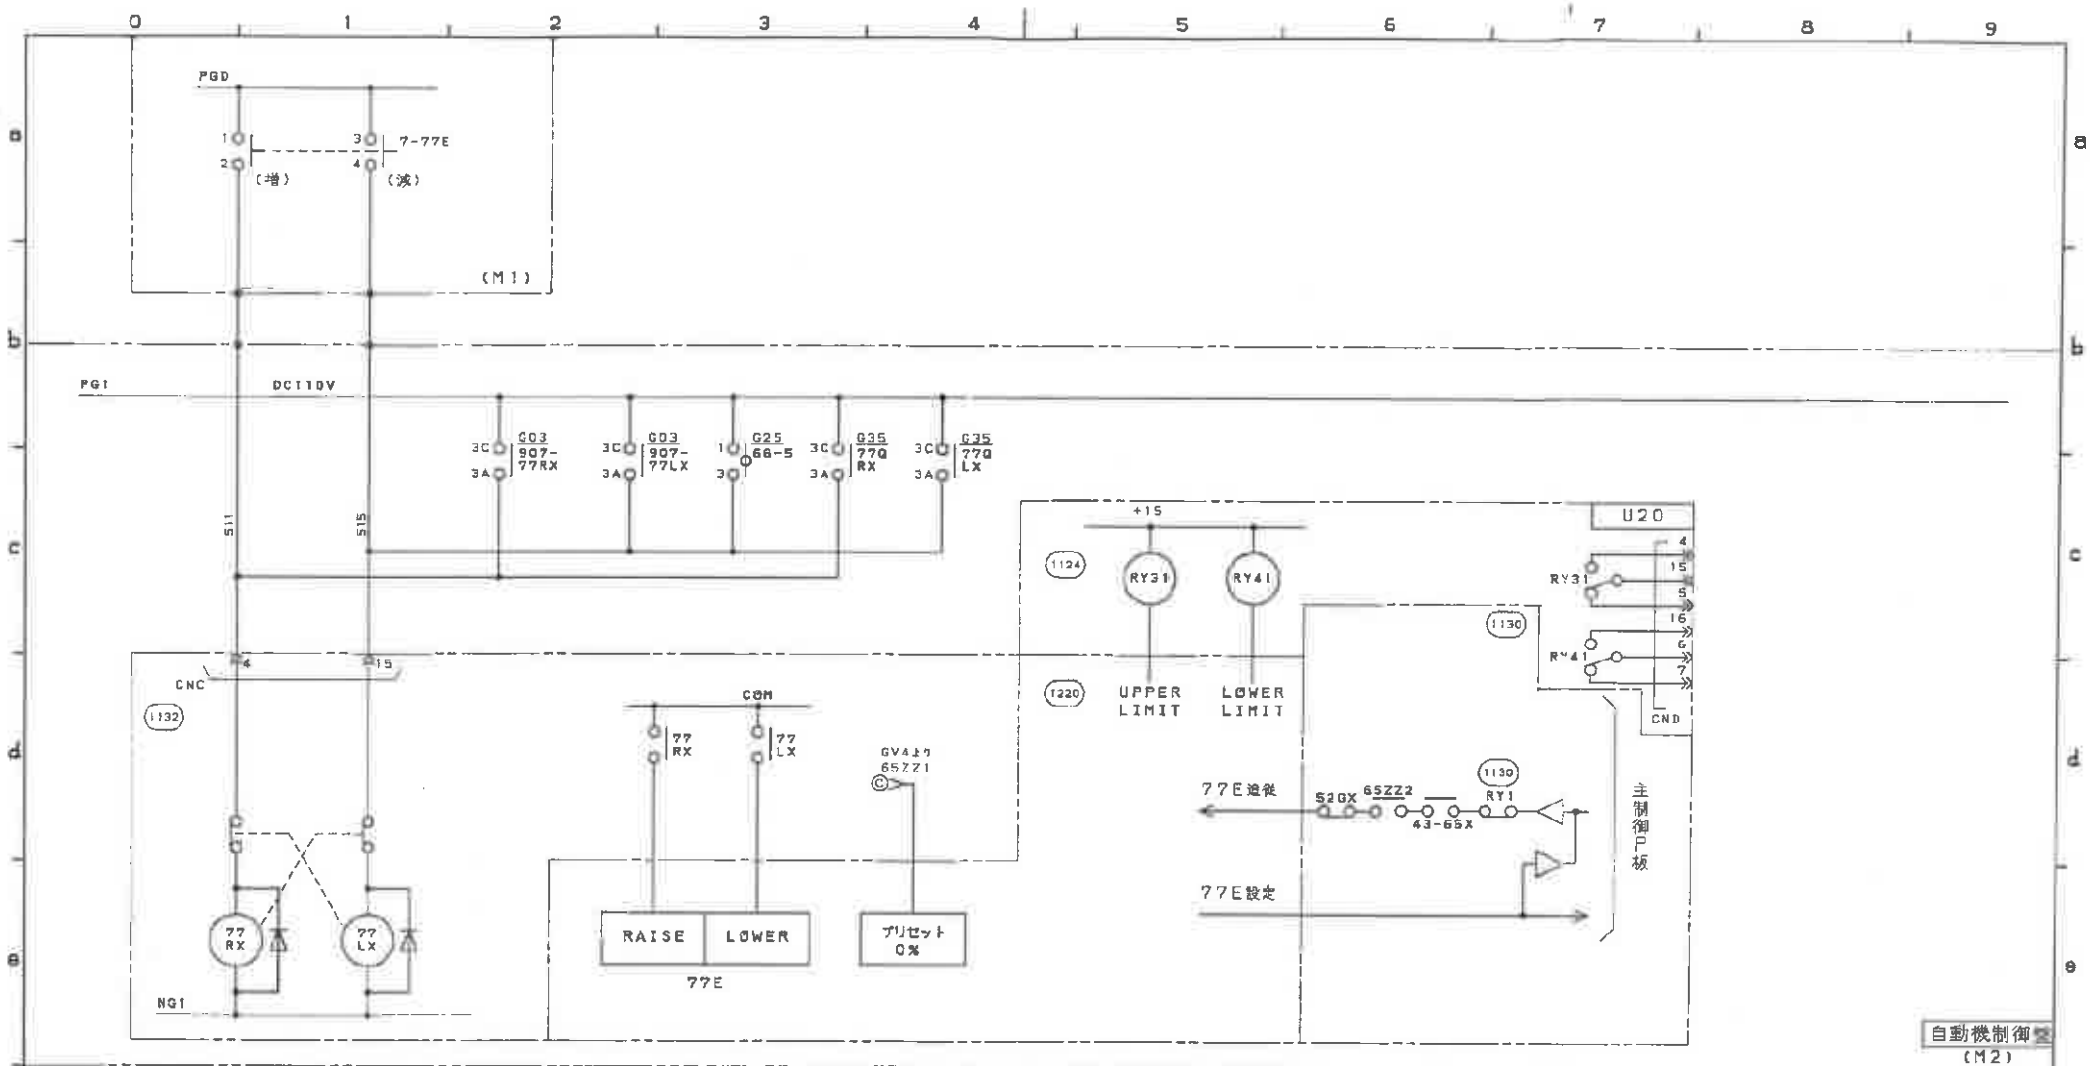 0 1 2 3 4 5 6 7 8 9
PGD
a
a
1
3
7-77E
2
4
(増)
(減)
(M1)
b
b
PG1
DC110V
3C
G03
3C
G03
1
G25
3C
G35
3C
G35
907-
907-
66-5
77Q
77Q
77RX
77LX
RX
LX
3A
3A
3
3A
3A
511
515
+15
U20
c
c
1124
RY31
RY41
RY31
4
15
5
1130
16
RY41
6
7
CND
4
15
CNC
1132
COM
1220
UPPER
LIMIT
LOWER
LIMIT
77
RX
77
LX
d
d
GV4より
65ZZ1
C
1130
77E追従
52GX
65ZZ2
43-65X
RY1
主制御戸板
77E設定
77
RX
77
LX
RAISE
LOWER
プリセット
0%
77E
e
e
NG1
自動機制御盤
(M2)